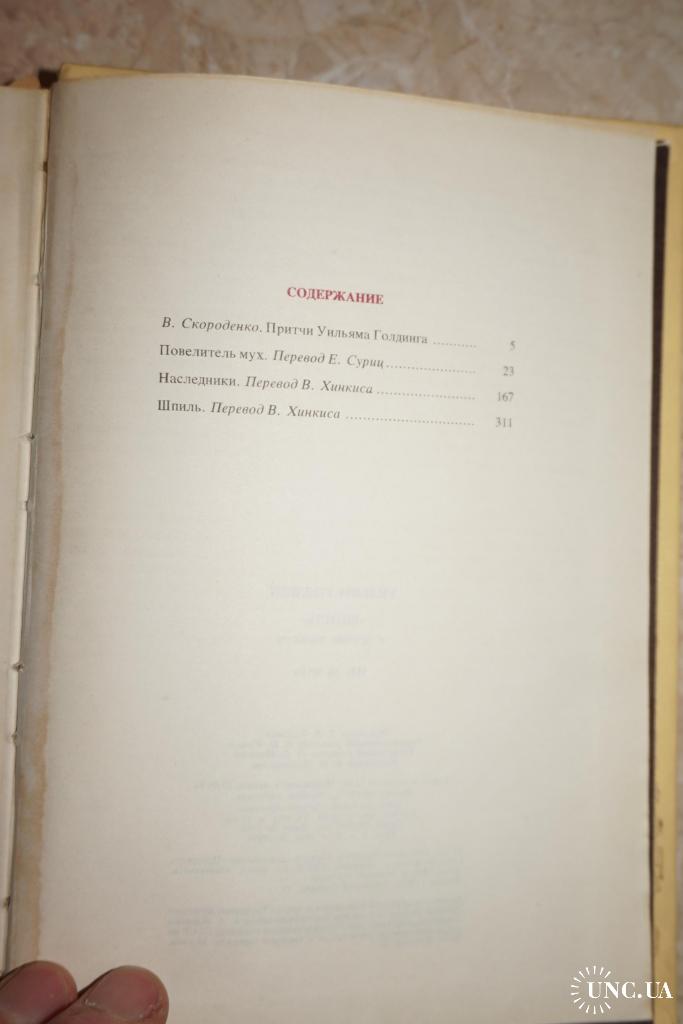 СОДЕРЖАНИЕ
В. Скороденко. Притчи Уильяма Голдинга .......... 5
Повелитель мух. Перевод Е. Суриц .................... 23
Наследники. Перевод В. Хинкиса ...................... 167
Шпиль. Перевод В. Хинкиса ............................. 311
UNC.UA